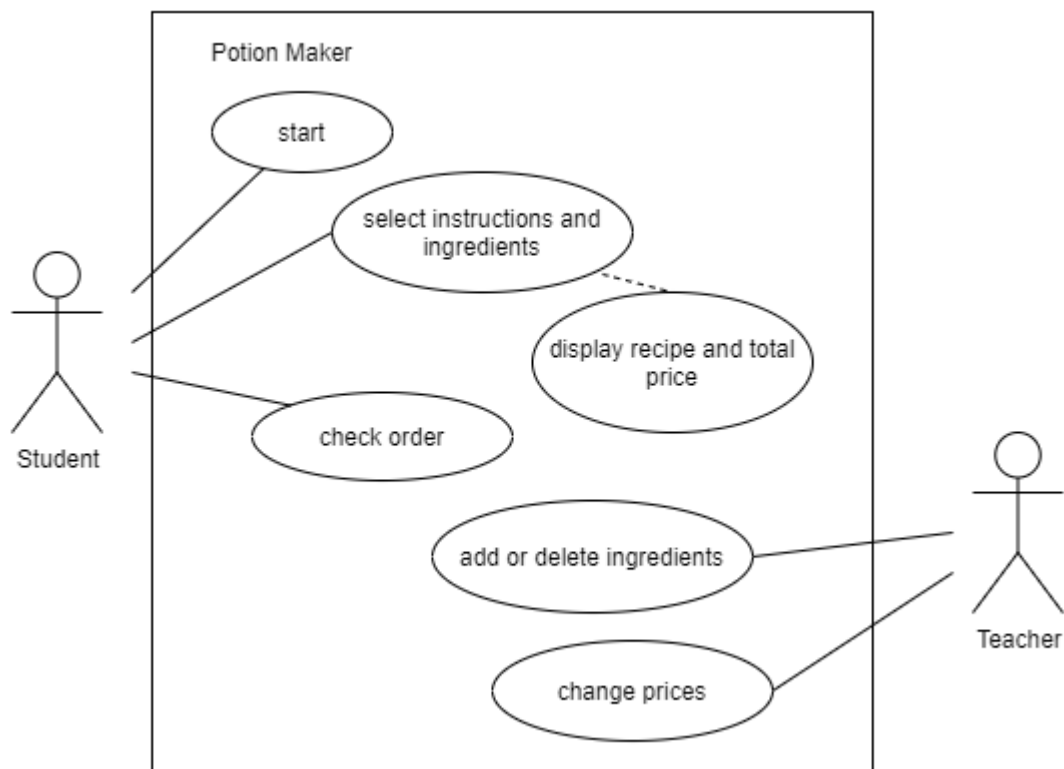 Potion Maker
start
select instructions and
ingredients
display recipe and total
price
check order
Student
add or delete ingredients
Teacher
change prices